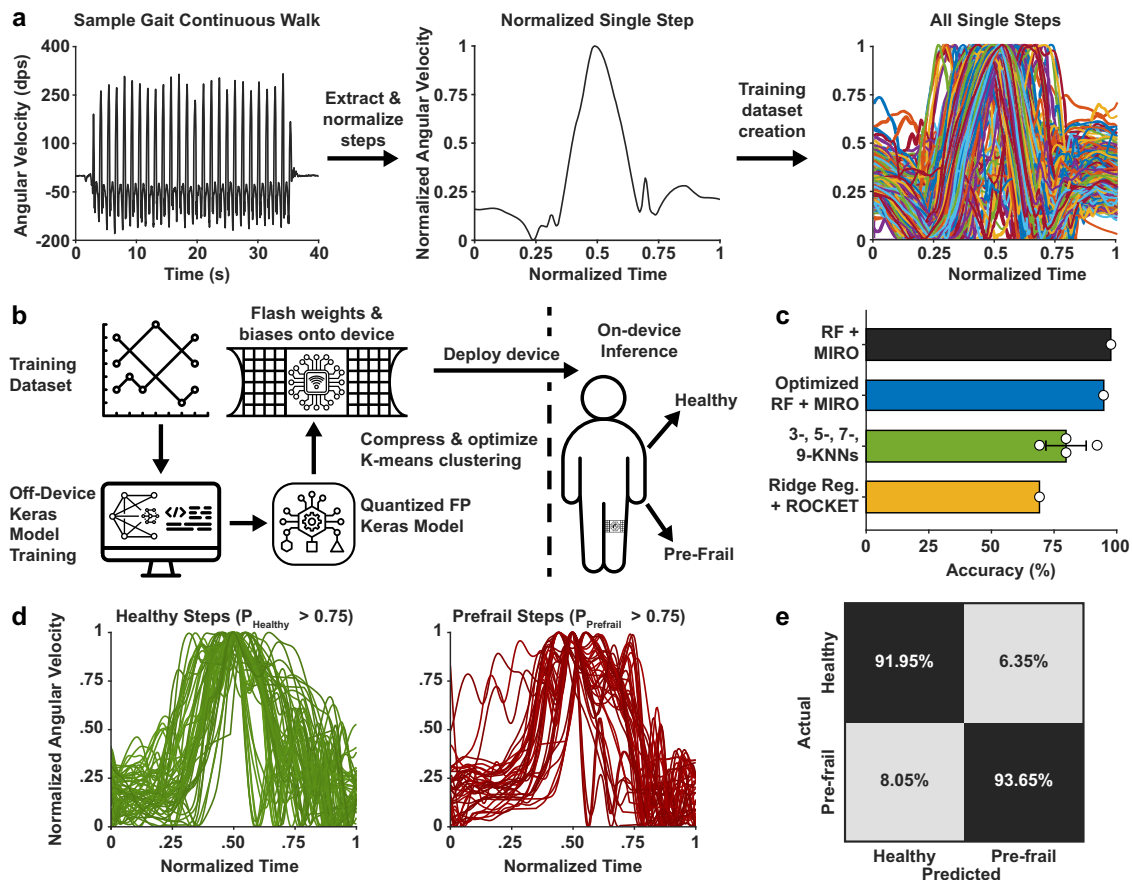 a
Sample Gait Continuous Walk
Angular Velocity (dps)
400
250
100
-50
-200
0
10
20
30
40
Time (s)
Extract &
normalize
steps
Normalized Single Step
Normalized Angular Velocity
1
0.75
0.5
0.25
0
0
0.25
0.5
0.75
1
Normalized Time
Training
dataset
creation
All Single Steps
1
0.75
0.5
0.25
0
0
0.25
0.5
0.75
1
Normalized Time
b
Training
Dataset
Flash weights &
biases onto device
Deploy device
On-device
Inference
Healthy
Pre-Frail
Compress & optimize
K-means clustering
Off-Device
Keras
Model
Training
</>
Quantized FP
Keras Model
c
RF +
MIRO
Optimized
RF + MIRO
3-, 5-, 7-,
9-KNNs
Ridge Reg.
+ ROCKET
0
25
50
75
100
Accuracy (%)
d
Healthy Steps (P_Healthy > 0.75)
Normalized Angular Velocity
1
.75
.50
.25
0
0
.25
.50
.75
1
Normalized Time
Prefrail Steps (P_Prefrail > 0.75)
1
.75
.50
.25
0
0
.25
.50
.75
1
Normalized Time
e
Actual
Healthy
Pre-frail
91.95%
6.35%
8.05%
93.65%
Healthy
Pre-frail
Predicted